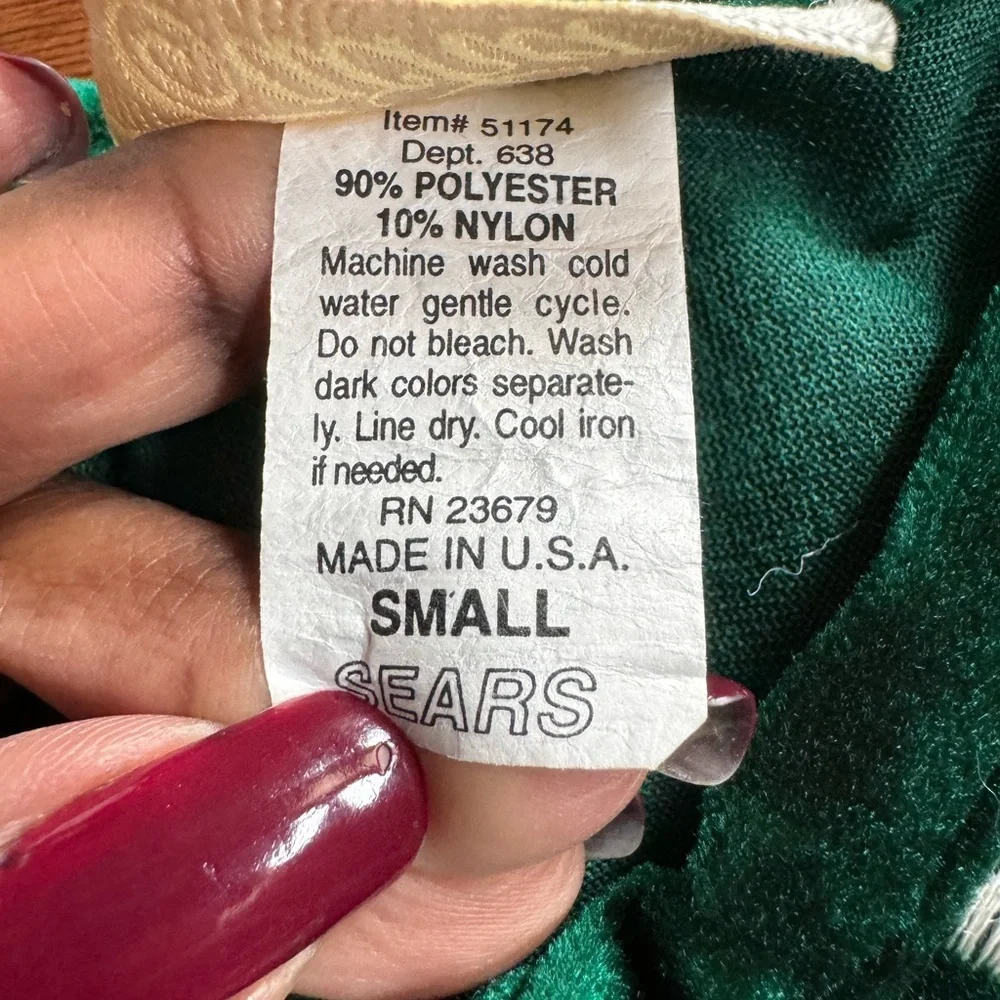 Item# 51174
Dept. 638
90% POLYESTER
10% NYLON
Machine wash cold
water gentle cycle.
Do not bleach. Wash
dark colors separate-
ly. Line dry. Cool iron
if needed.
RN 23679
MADE IN U.S.A.
SMALL
SEARS